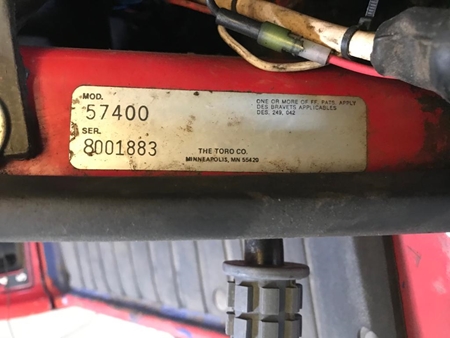 MOD.
57400
SER.
8001883
ONE OR MORE OF FF. PATS. APPLY
DES BRAVETS APPLICABLES
DES. 249, 042
THE TORO CO.
MINNEAPOLIS, MN 55420